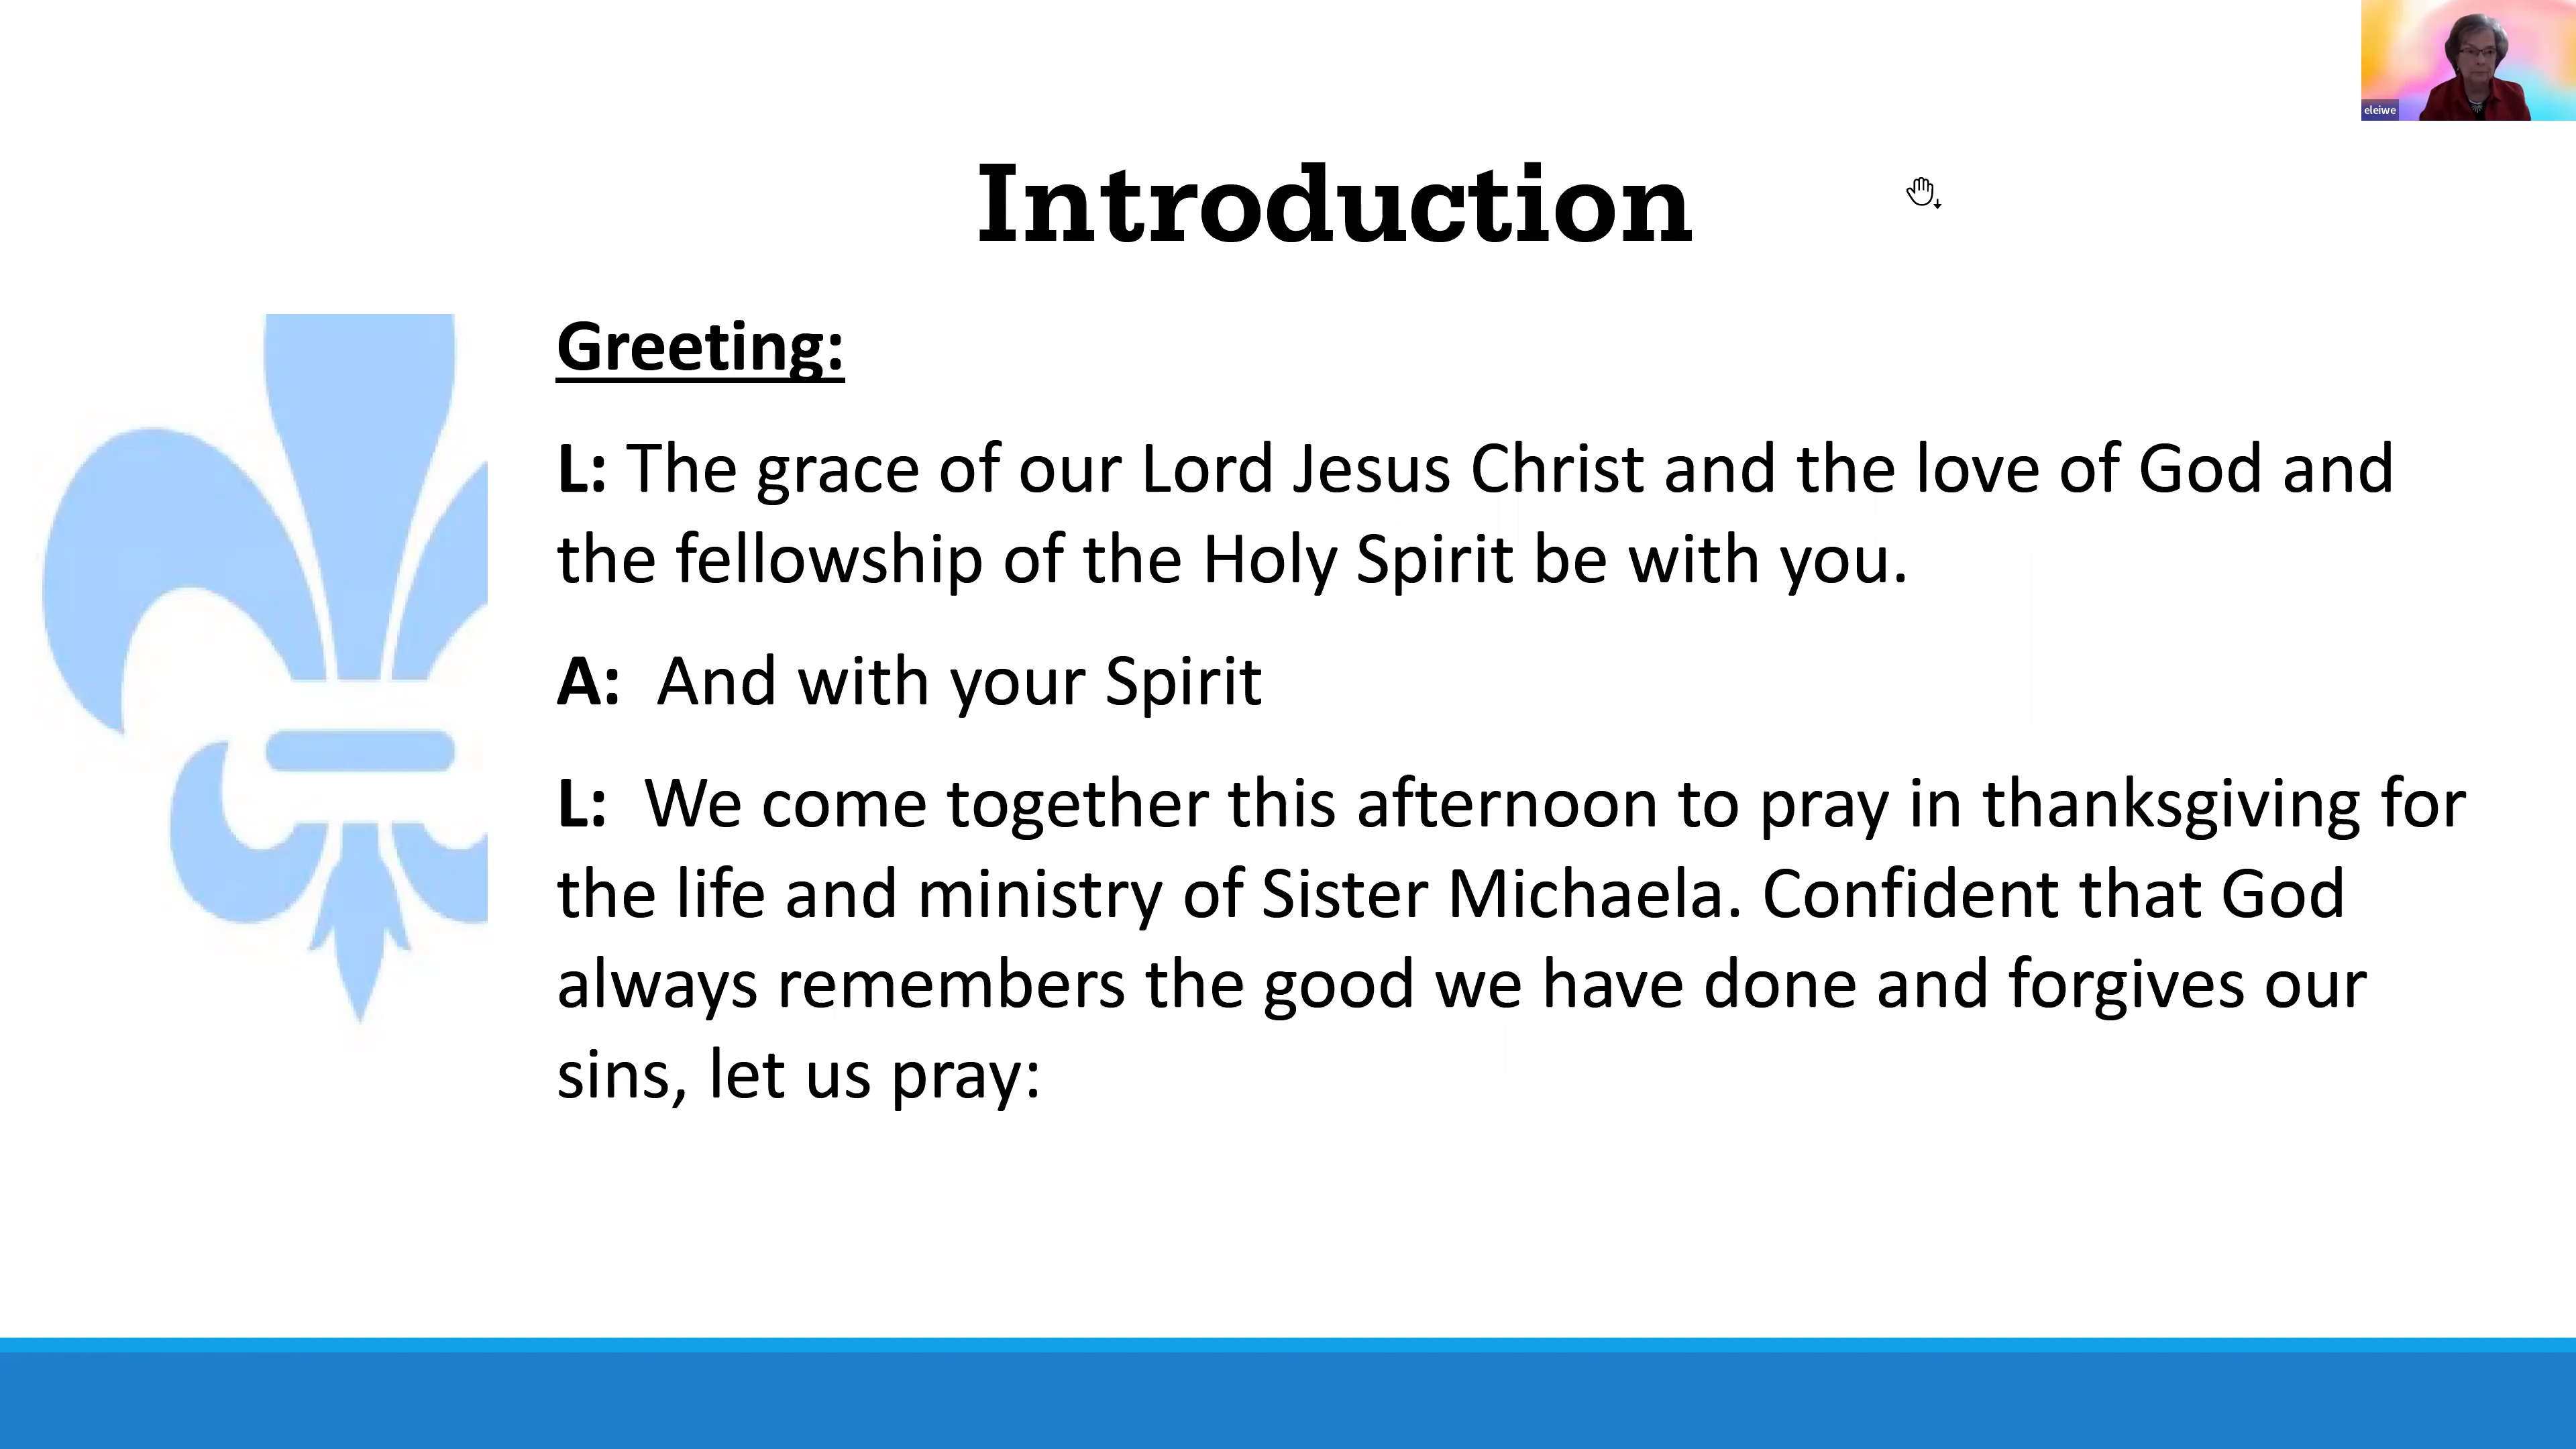 eleiwe
Introduction
Greeting:
L: The grace of our Lord Jesus Christ and the love of God and
the fellowship of the Holy Spirit be with you.
A: And with your Spirit
L: We come together this afternoon to pray in thanksgiving for
the life and ministry of Sister Michaela. Confident that God
always remembers the good we have done and forgives our
sins, let us pray: